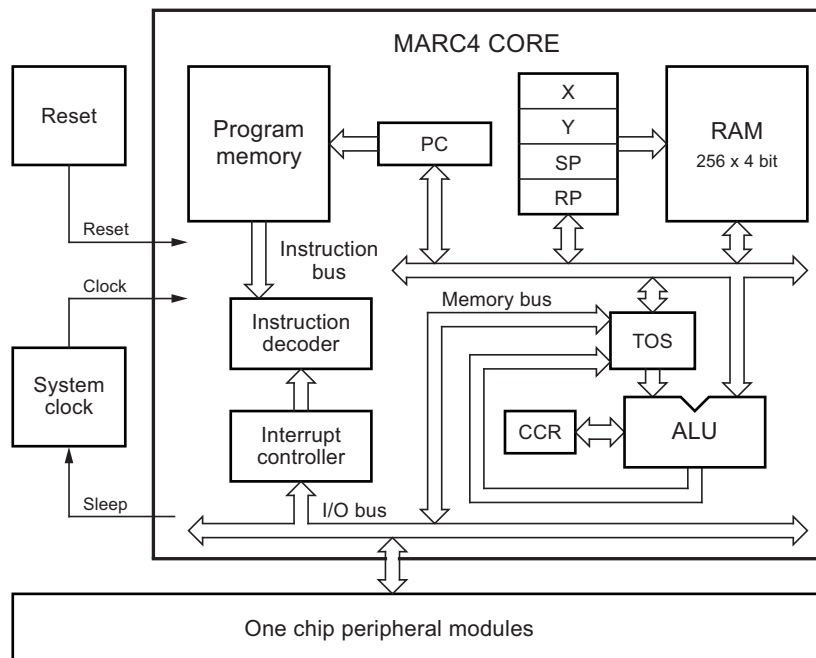 MARC4 CORE
Reset
Program
memory
PC
X
Y
SP
RP
RAM
256 x 4 bit
Reset
Instruction
bus
Clock
Memory bus
Instruction
decoder
TOS
System
clock
Interrupt
controller
CCR
ALU
Sleep
I/O bus
One chip peripheral modules